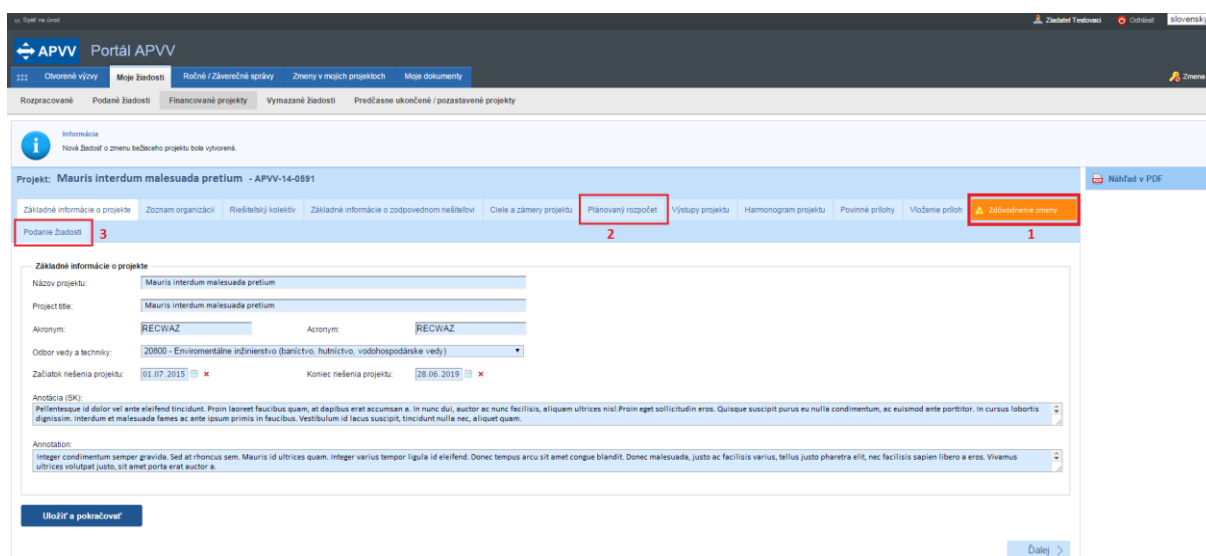 Späť na úvod
Ziadatel Testovaci Odhlásiť slovensky
APVV Portál APVV
Otvorené výzvy Moje žiadosti Ročné / Záverečné správy Zmeny v mojich projektoch Moje dokumenty Zmena
Rozpracované Podané žiadosti Financované projekty Vymazané žiadosti Predčasne ukončené / pozastavené projekty
Informácia
Nová žiadosť o zmenu bežiaceho projektu bola vytvorená.
Projekt: Mauris interdum malesuada pretium - APVV-14-0591
Náhľad v PDF
Základné informácie o projekte Zoznam organizácií Riešiteľský kolektív Základné informácie o zodpovednom riešiteľovi Ciele a zámery projektu Plánovaný rozpočet Výstupy projektu Harmonogram projektu Povinné prílohy Vloženie príloh Zdôvodnenie zmeny
Podanie žiadosti 3 2 1
Základné informácie o projekte
Názov projektu: Mauris interdum malesuada pretium
Project title: Mauris interdum malesuada pretium
Akronym: RECWAZ Acronym: RECWAZ
Odbor vedy a techniky: 20800 - Enviromentálne inžinierstvo (baníctvo, hutníctvo, vodohospodárske vedy)
Začiatok riešenia projektu: 01.07.2015 Koniec riešenia projektu: 28.06.2019
Anotácia (SK):
Pellentesque id dolor vel ante eleifend tincidunt. Proin laoreet faucibus quam, at dapibus erat accumsan a. In nunc dui, auctor ac nunc facilisis, aliquam ultrices nisl.Proin eget sollicitudin eros. Quisque suscipit purus eu nulla condimentum, ac euismod ante porttitor. In cursus lobortis
dignissim. Interdum et malesuada fames ac ante ipsum primis in faucibus. Vestibulum id lacus suscipit, tincidunt nulla nec, aliquet quam.
Annotation:
Integer condimentum semper gravida. Sed at rhoncus sem. Mauris id ultrices quam. Integer varius tempor ligula id eleifend. Donec tempus arcu sit amet congue blandit. Donec malesuada, justo ac facilisis varius, tellus justo pharetra elit, nec facilisis sapien libero a eros. Vivamus
ultrices volutpat justo, sit amet porta erat auctor a.
Uložiť a pokračovať
Ďalej